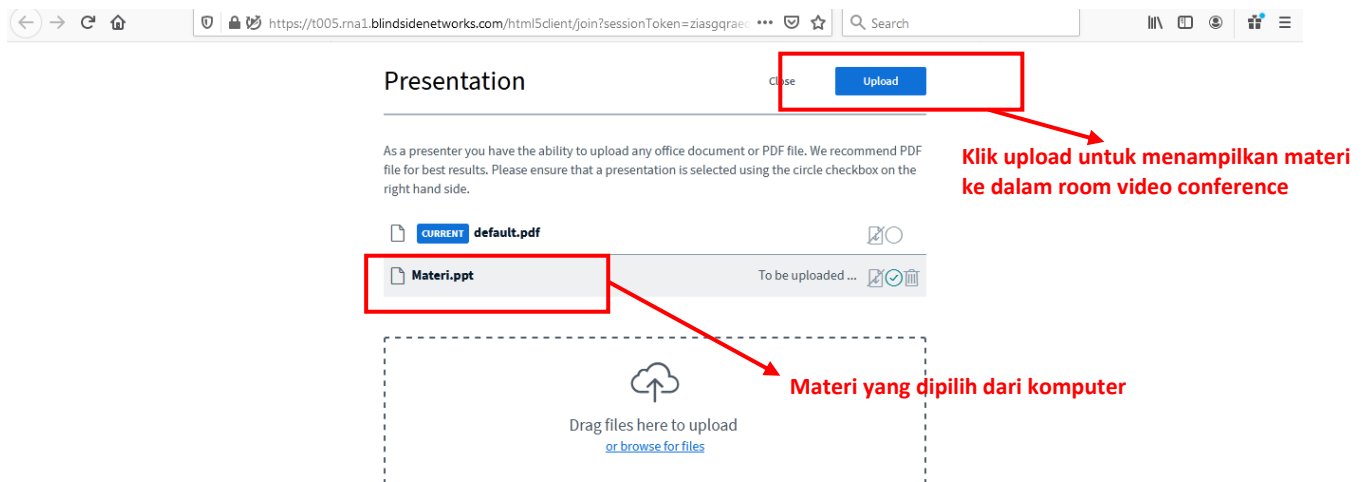 https://t005.rna1.blindsidenetworks.com/html5client/join?sessionToken=ziasgqraec
Search
Presentation
Close
Upload
As a presenter you have the ability to upload any office document or PDF file. We recommend PDF
file for best results. Please ensure that a presentation is selected using the circle checkbox on the
right hand side.
Klik upload untuk menampilkan materi
ke dalam room video conference
CURRENT default.pdf
Materi.ppt To be uploaded ...
Materi yang dipilih dari komputer
Drag files here to upload
or browse for files